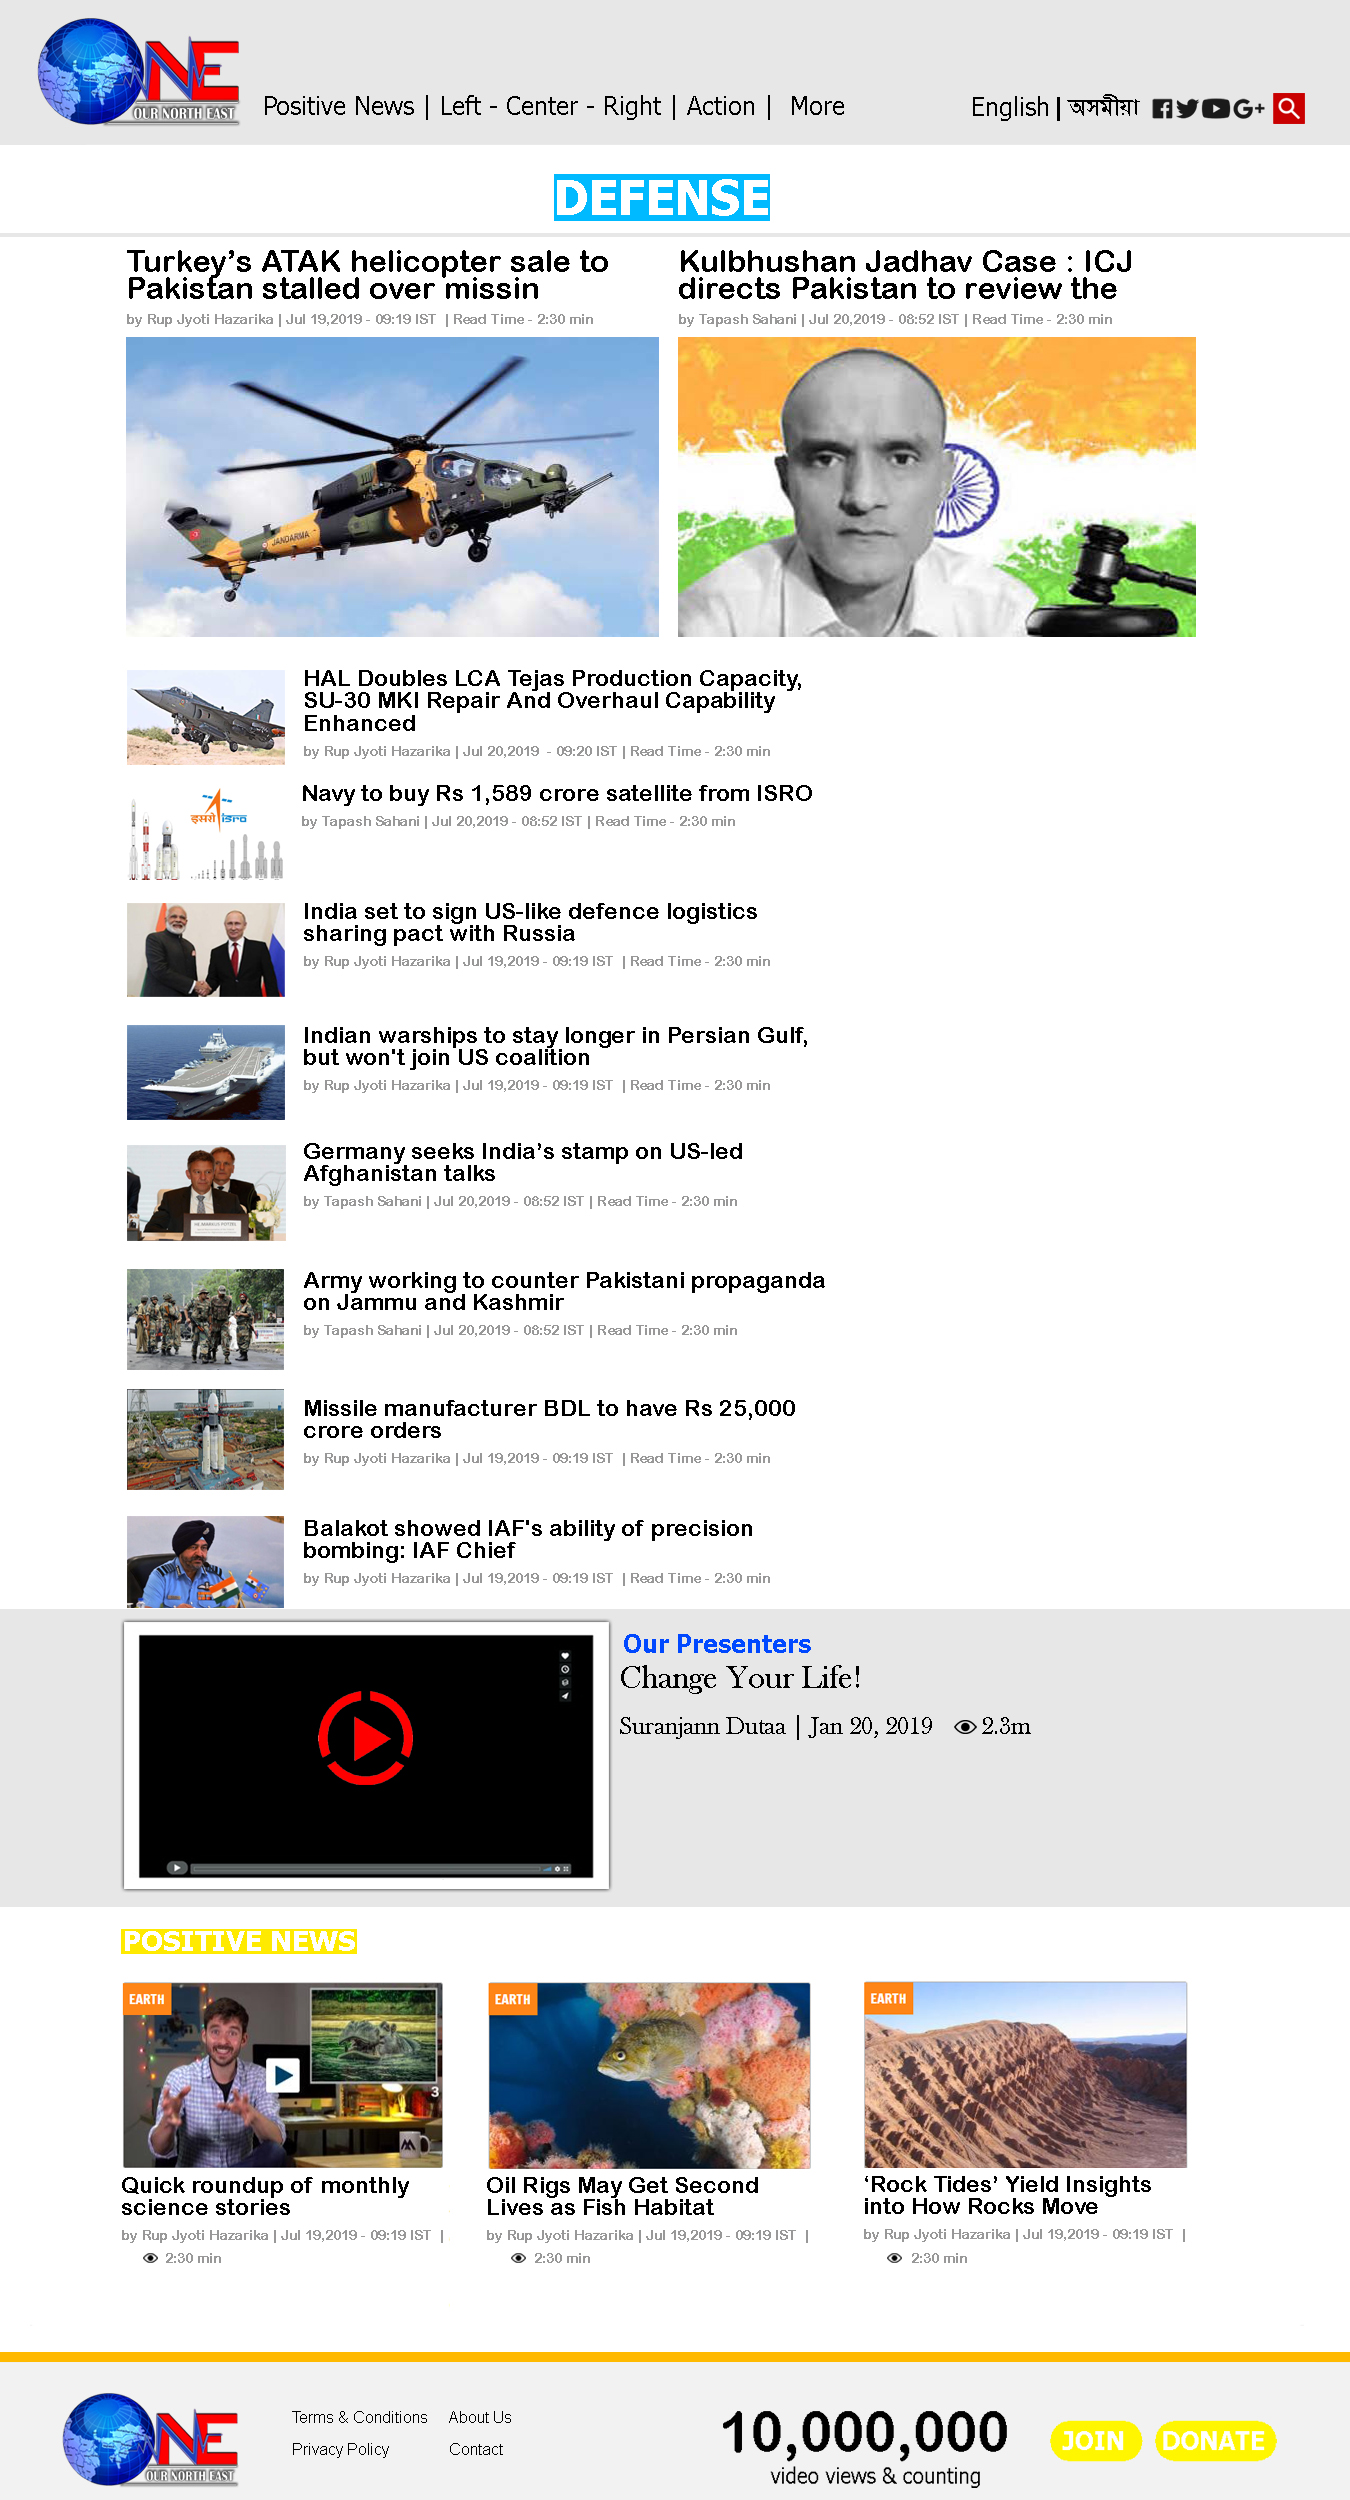 ONE
OUR NORTH EAST
Positive News | Left - Center - Right | Action | More
English | অসমীয়া
DEFENSE
Turkey’s ATAK helicopter sale to
Pakistan stalled over missin
by Rup Jyoti Hazarika | Jul 19,2019 - 09:19 IST | Read Time - 2:30 min
JANDARMA
Kulbhushan Jadhav Case : ICJ
directs Pakistan to review the
by Tapash Sahani | Jul 20,2019 - 08:52 IST | Read Time - 2:30 min
HAL Doubles LCA Tejas Production Capacity,
SU-30 MKI Repair And Overhaul Capability
Enhanced
by Rup Jyoti Hazarika | Jul 20,2019 - 09:20 IST | Read Time - 2:30 min
इसरो isro
Navy to buy Rs 1,589 crore satellite from ISRO
by Tapash Sahani | Jul 20,2019 - 08:52 IST | Read Time - 2:30 min
India set to sign US-like defence logistics
sharing pact with Russia
by Rup Jyoti Hazarika | Jul 19,2019 - 09:19 IST | Read Time - 2:30 min
Indian warships to stay longer in Persian Gulf,
but won't join US coalition
by Rup Jyoti Hazarika | Jul 19,2019 - 09:19 IST | Read Time - 2:30 min
Germany seeks India’s stamp on US-led
Afghanistan talks
by Tapash Sahani | Jul 20,2019 - 08:52 IST | Read Time - 2:30 min
Army working to counter Pakistani propaganda
on Jammu and Kashmir
by Tapash Sahani | Jul 20,2019 - 08:52 IST | Read Time - 2:30 min
Missile manufacturer BDL to have Rs 25,000
crore orders
by Rup Jyoti Hazarika | Jul 19,2019 - 09:19 IST | Read Time - 2:30 min
Balakot showed IAF's ability of precision
bombing: IAF Chief
by Rup Jyoti Hazarika | Jul 19,2019 - 09:19 IST | Read Time - 2:30 min
Our Presenters
Change Your Life!
Suranjann Dutaa | Jan 20, 2019 2.3m
POSITIVE NEWS
EARTH
3
Quick roundup of monthly
science stories
by Rup Jyoti Hazarika | Jul 19,2019 - 09:19 IST |
2:30 min
EARTH
Oil Rigs May Get Second
Lives as Fish Habitat
by Rup Jyoti Hazarika | Jul 19,2019 - 09:19 IST |
2:30 min
EARTH
‘Rock Tides’ Yield Insights
into How Rocks Move
by Rup Jyoti Hazarika | Jul 19,2019 - 09:19 IST |
2:30 min
ONE
OUR NORTH EAST
Terms & Conditions
About Us
Privacy Policy
Contact
10,000,000
video views & counting
JOIN
DONATE